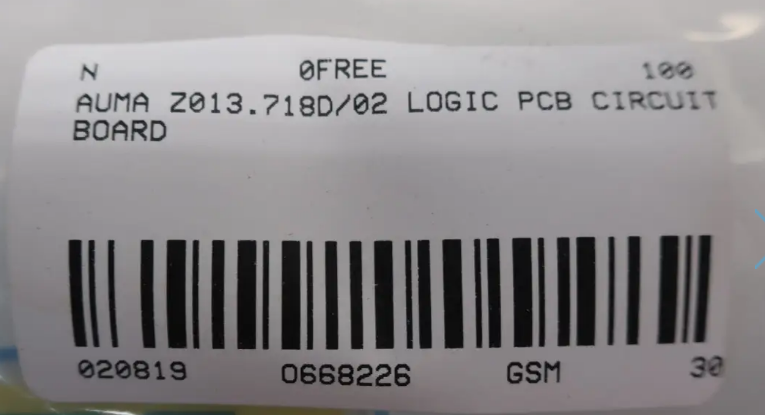 N 0FREE 100
AUMA Z013.718D/02 LOGIC PCB CIRCUIT
BOARD
020819 0668226 GSM 30